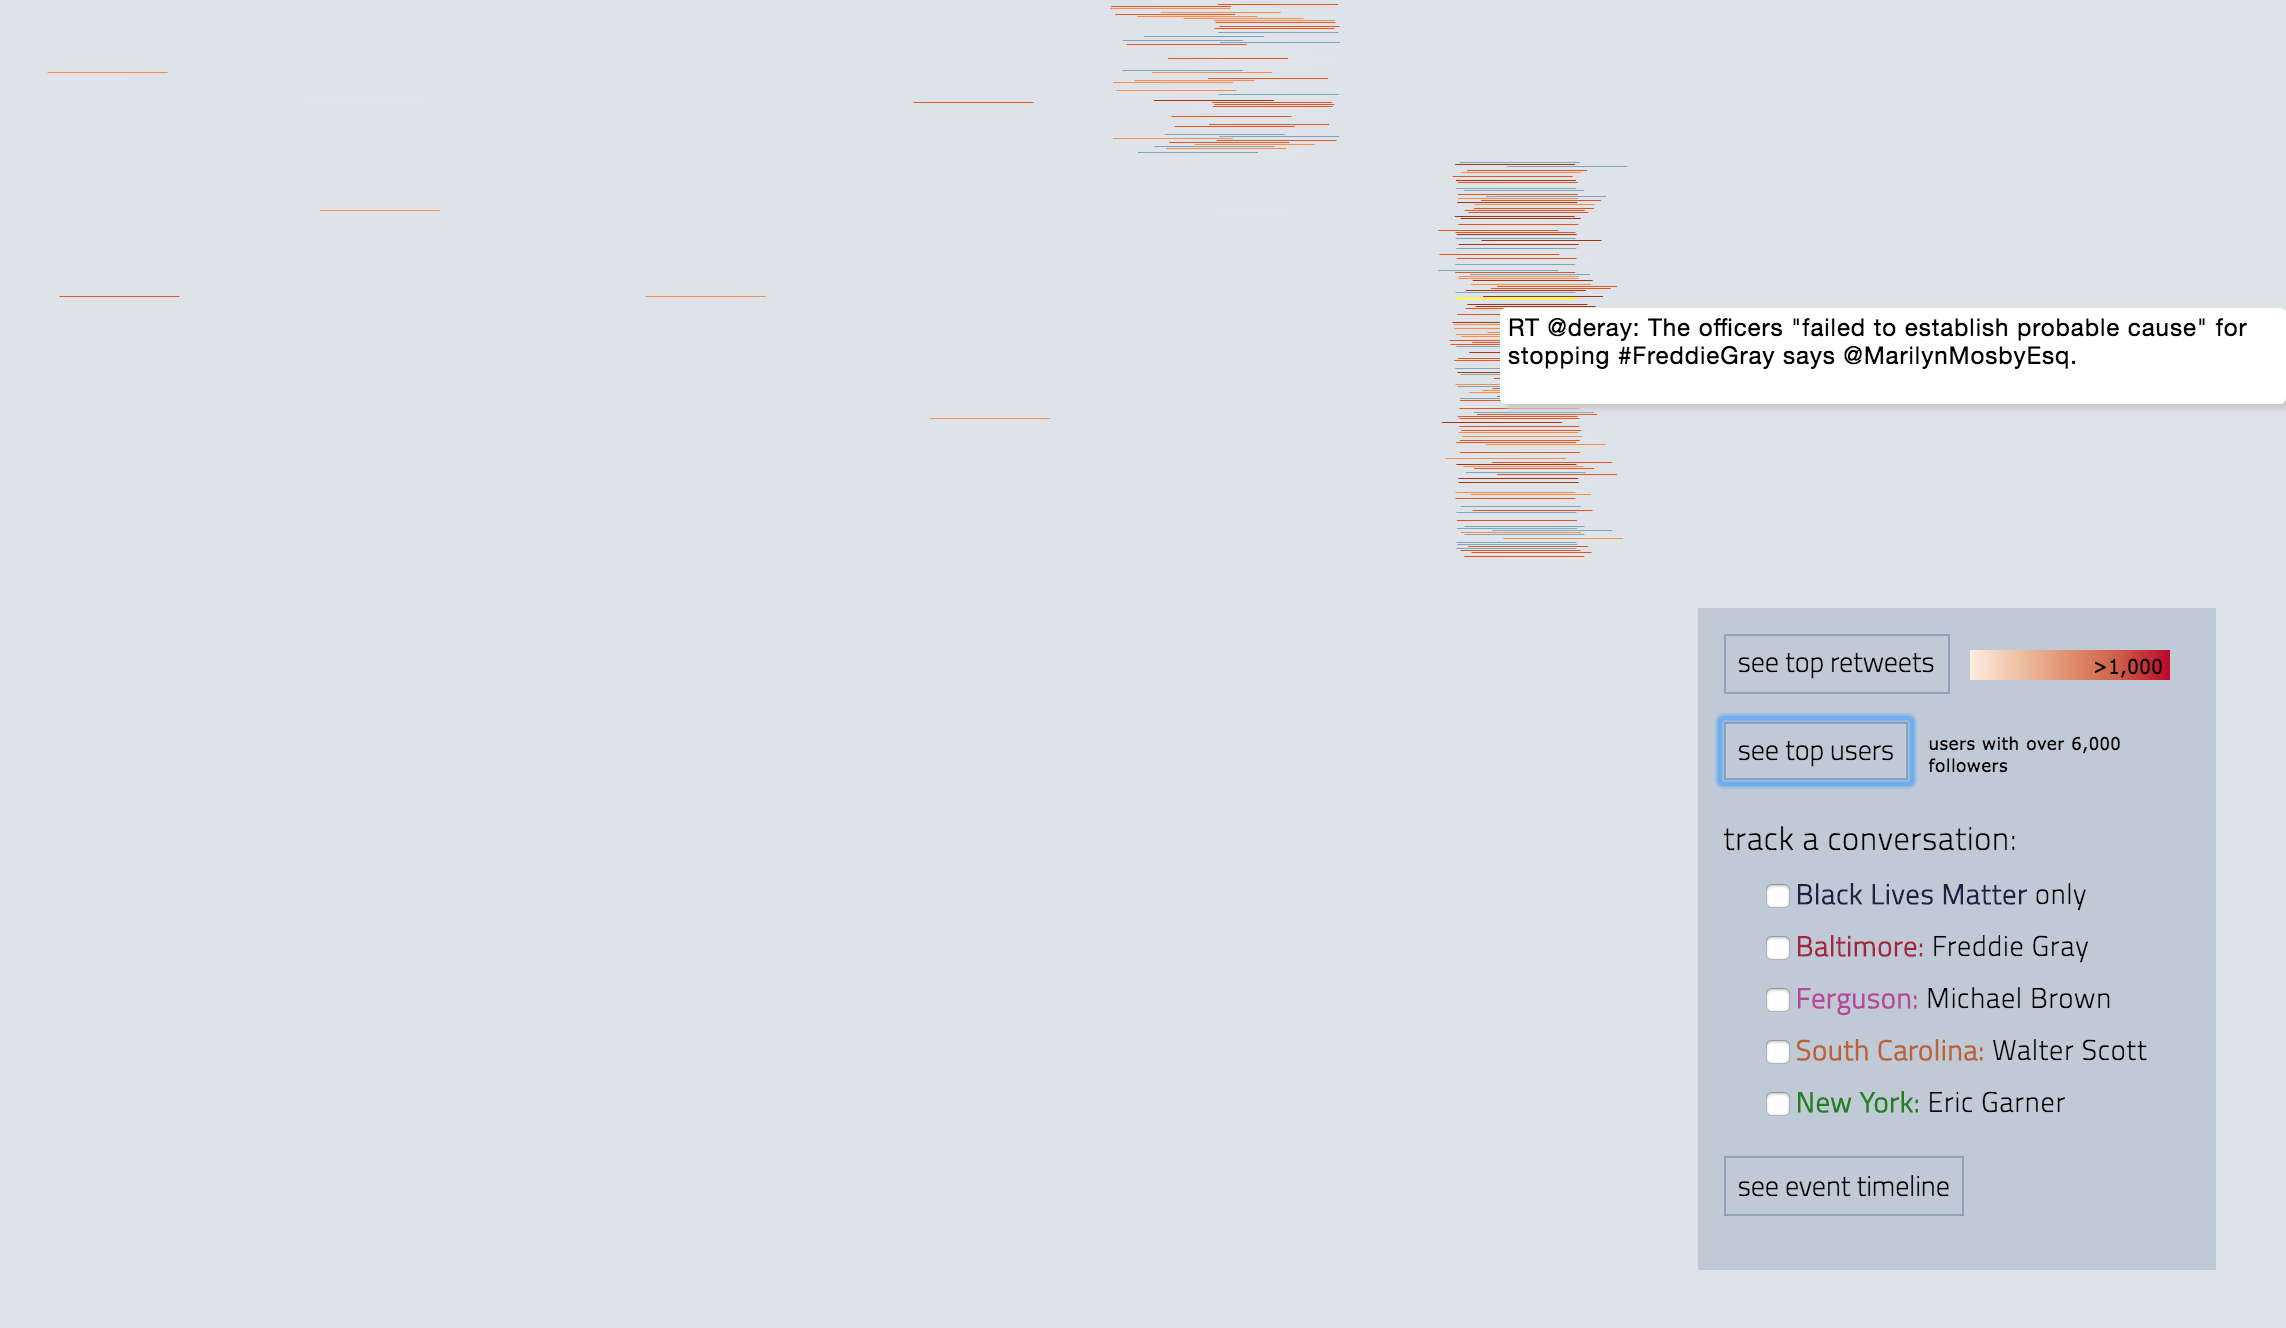 RT @deray: The officers "failed to establish probable cause" for
stopping #FreddieGray says @MarilynMosbyEsq.
see top retweets
>1,000
see top users
users with over 6,000
followers
track a conversation:
Black Lives Matter only
Baltimore: Freddie Gray
Ferguson: Michael Brown
South Carolina: Walter Scott
New York: Eric Garner
see event timeline